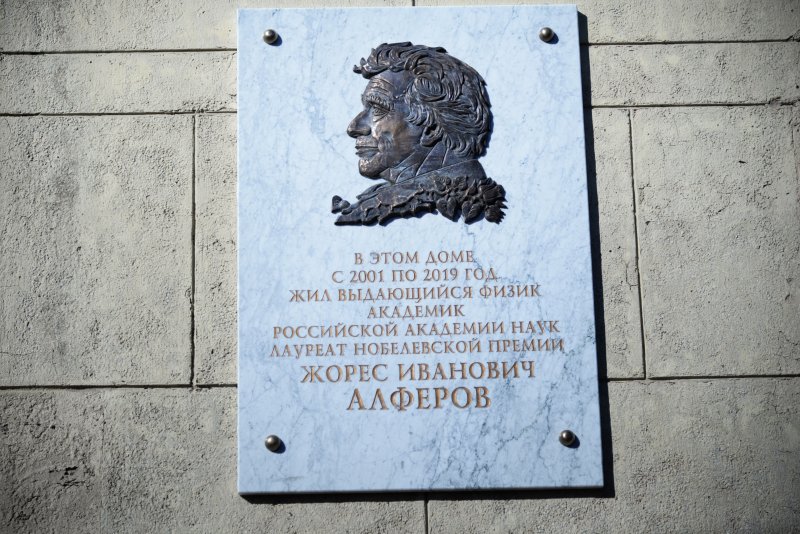 В ЭТОМ ДОМЕ
С 2001 ПО 2019 ГОД
ЖИЛ ВЫДАЮЩИЙСЯ ФИЗИК
АКАДЕМИК
РОССИЙСКОЙ АКАДЕМИИ НАУК
ЛАУРЕАТ НОБЕЛЕВСКОЙ ПРЕМИИ
ЖОРЕС ИВАНОВИЧ
АЛФЕРОВ